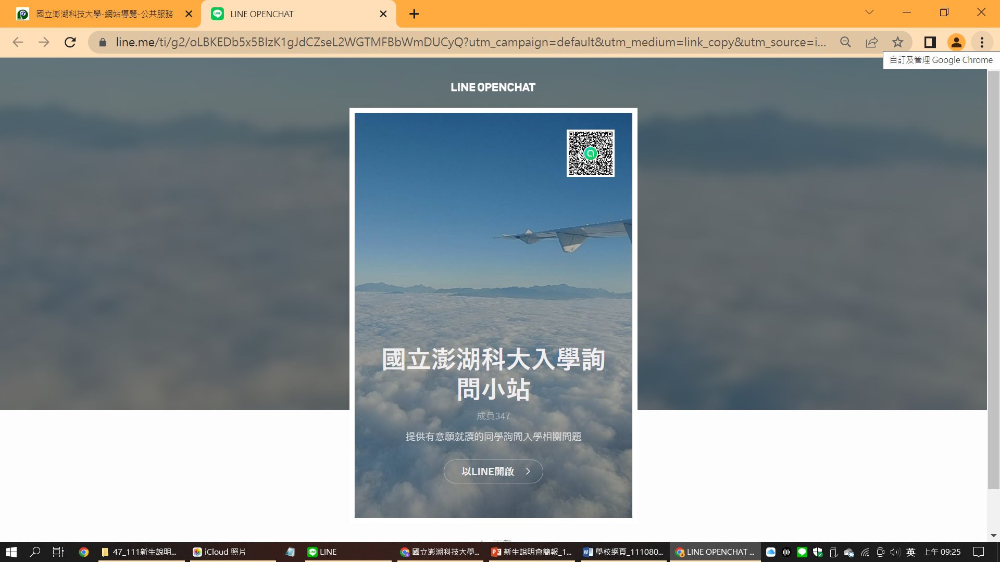 國立澎湖科技大學-網站導覽-公共服務
LINE OPENCHAT
line.me/ti/g2/oLBKEDb5x5BIzK1gJdCZseL2WGTMFBbWmDUCyQ?utm_campaign=default&utm_medium=link_copy&utm_source=i...
自訂及管理 Google Chrome
LINE OPENCHAT
國立澎湖科大入學詢
問小站
成員347
提供有意願就讀的同學詢問入學相關問題
以LINE開啟
47_111新生說明...
iCloud 照片
LINE
國立澎湖科技大學...
新生說明會簡報_1...
學校網頁_111080...
LINE OPENCHAT ...
英
上午 09:25